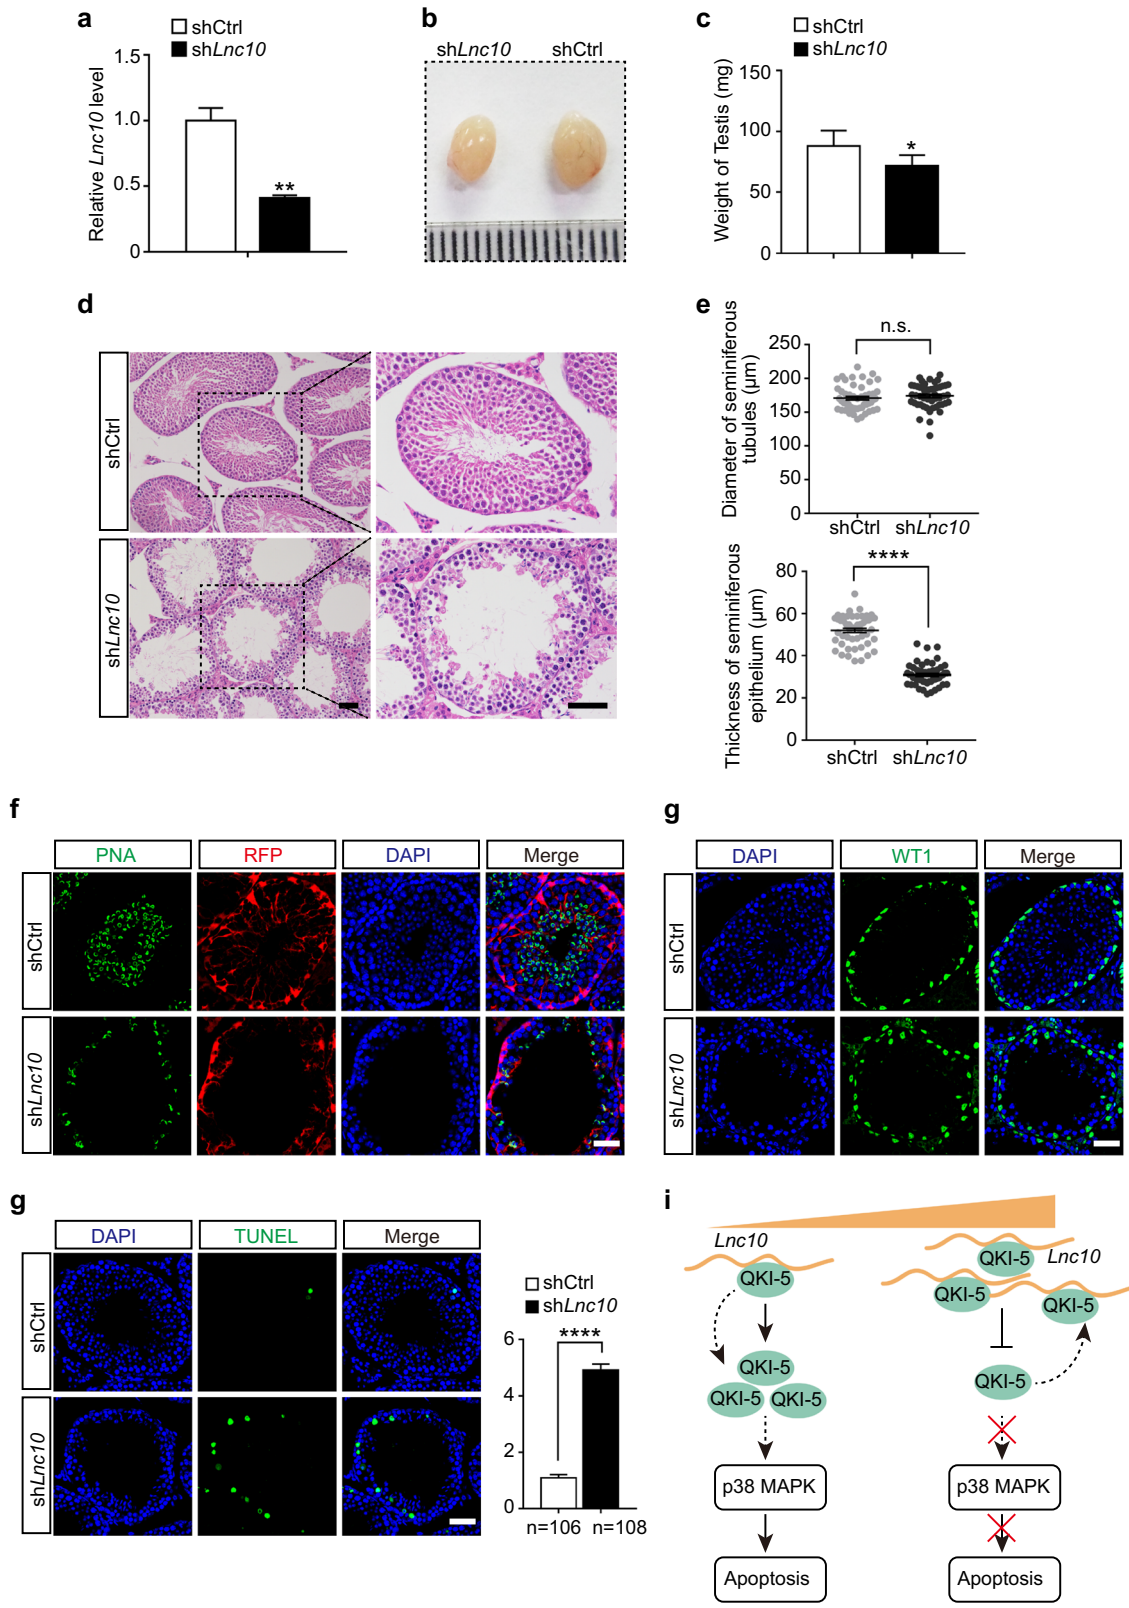 a
shCtrl
shLnc10
Relative Lnc10 level
1.5
1.0
0.5
0
**
b
shLnc10
shCtrl
c
shCtrl
shLnc10
Weight of Testis (mg)
150
100
50
0
*
d
shCtrl
shLnc10
e
n.s.
Diameter of seminiferous
tubules (μm)
250
200
150
100
50
0
shCtrl
shLnc10
****
Thickness of seminiferous
epithelium (μm)
80
60
40
20
0
shCtrl
shLnc10
f
PNA
RFP
DAPI
Merge
shCtrl
shLnc10
g
DAPI
WT1
Merge
shCtrl
shLnc10
g
DAPI
TUNEL
Merge
shCtrl
shLnc10
shCtrl
shLnc10
****
6
4
2
0
n=106
n=108
i
Lnc10
QKI-5
QKI-5
QKI-5
QKI-5
p38 MAPK
Apoptosis
QKI-5
Lnc10
QKI-5
QKI-5
QKI-5
p38 MAPK
Apoptosis